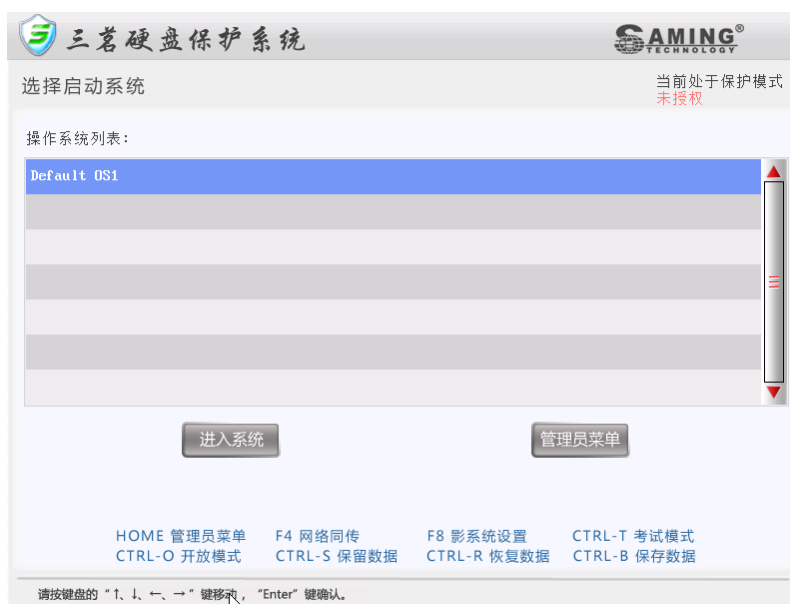 三茗硬盘保护系统
SAMING®
TECHNOLOGY
选择启动系统
当前处于保护模式
未授权
操作系统列表：
Default OS1
进入系统 管理员菜单
HOME 管理员菜单 F4 网络同传 F8 影系统设置 CTRL-T 考试模式
CTRL-O 开放模式 CTRL-S 保留数据 CTRL-R 恢复数据 CTRL-B 保存数据
请按键盘的“↑、↓、←、→”键移动，“Enter”键确认。